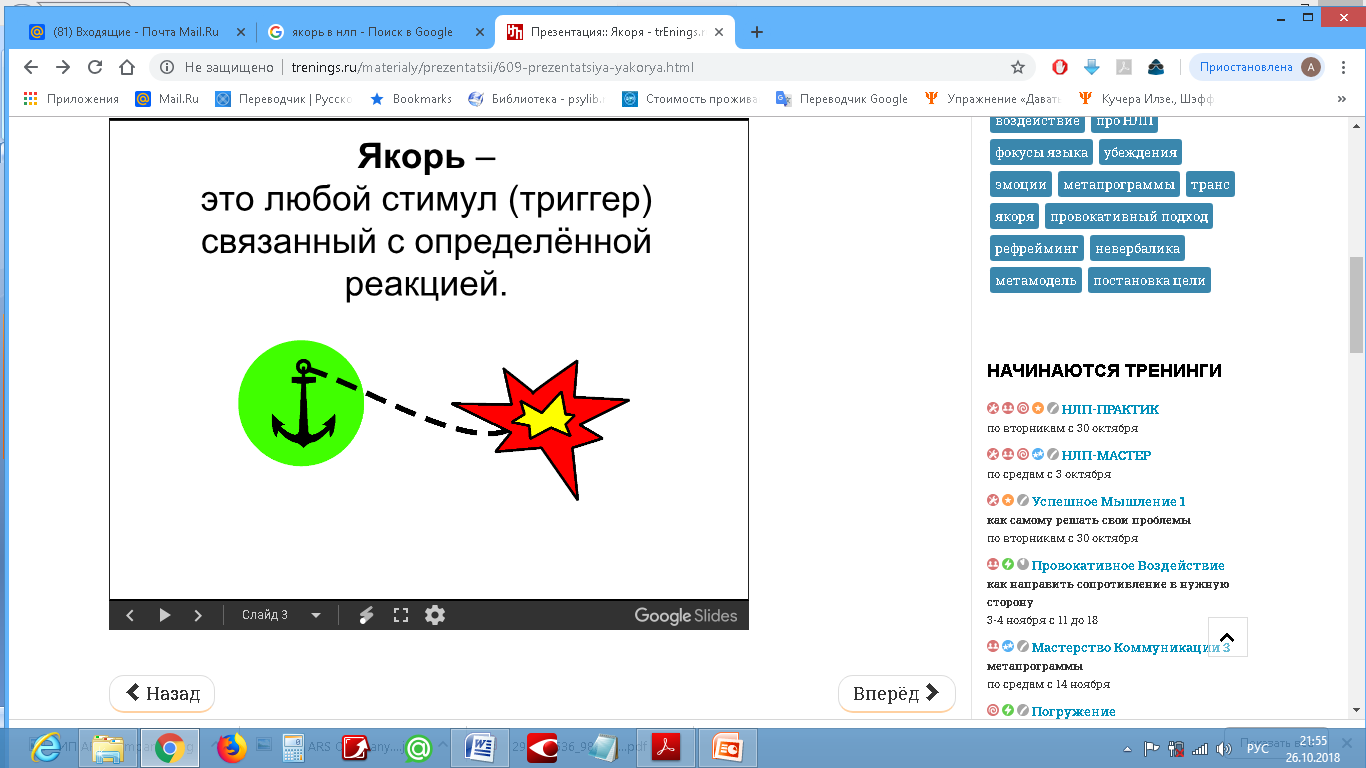 (81) Входящие - Почта Mail.Ru
якорь в нлп - Поиск в Google
Презентация:: Якоря - trEnings.r
Не защищено
trenings.ru/materialy/prezentatsii/609-prezentatsiya-yakorya.html
Приостановлена
А
Приложения
Mail.Ru
Переводчик | Русско
Bookmarks
Библиотека - psylib.
Стоимость прожива
Переводчик Google
Упражнение «Давать
Кучера Илзе., Шэфф
»
Якорь –
это любой стимул (триггер)
связанный с определённой
реакцией.
Слайд 3
Google Slides
Назад
Вперёд
воздействие про НЛП
фокусы языка убеждения
эмоции метапрограммы транс
якоря провокативный подход
рефрейминг невербалика
метамодель постановка цели
НАЧИНАЮТСЯ ТРЕНИНГИ
НЛП-ПРАКТИК
по вторникам с 30 октября
НЛП-МАСТЕР
по средам с 3 октября
Успешное Мышление 1
как самому решать свои проблемы
по вторникам с 30 октября
Провокативное Воздействие
как направить сопротивление в нужную
сторону
3-4 ноября с 11 до 18
Мастерство Коммуникации 3
метапрограммы
по средам с 14 ноября
Погружение
РУС
21:55
26.10.2018